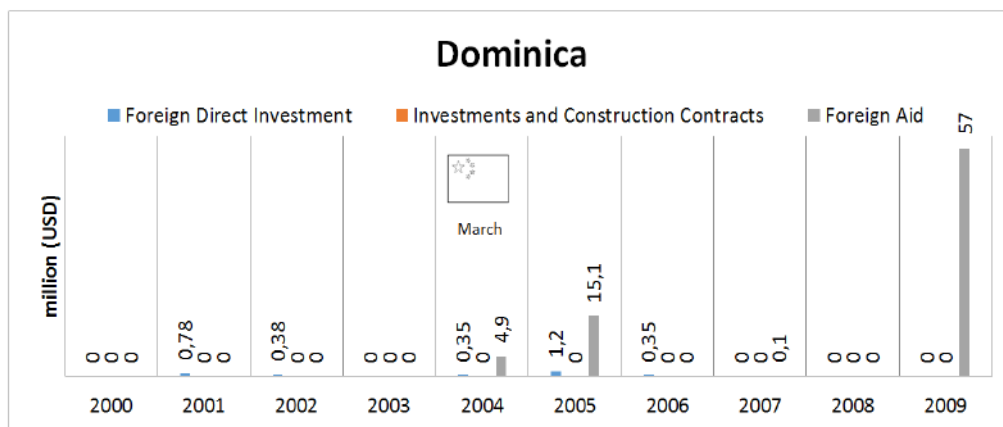 Dominica
Foreign Direct Investment Investments and Construction Contracts Foreign Aid
million (USD)
March
0 0 0 0,78 0 0 0,38 0 0 0 0 0 0,35 0 4,9 1,2 0 15,1 0,35 0 0 0 0 0,1 0 0 0 0 0 57
2000 2001 2002 2003 2004 2005 2006 2007 2008 2009